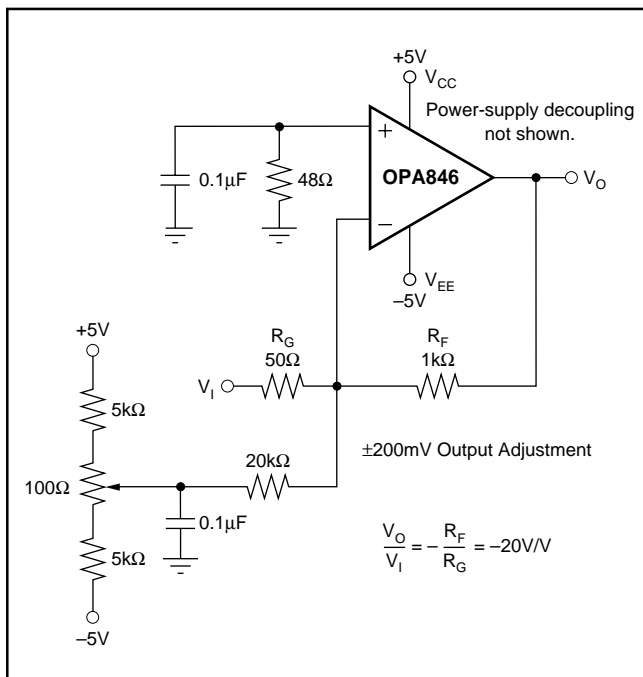 +5V
V_CC
Power-supply decoupling
not shown.
+
OPA846
−
V_O
0.1µF
48Ω
V_EE
–5V
+5V
R_G
50Ω
R_F
1kΩ
V_I
5kΩ
20kΩ
±200mV Output Adjustment
100Ω
0.1µF
V_O/V_I = – R_F/R_G = –20V/V
5kΩ
–5V